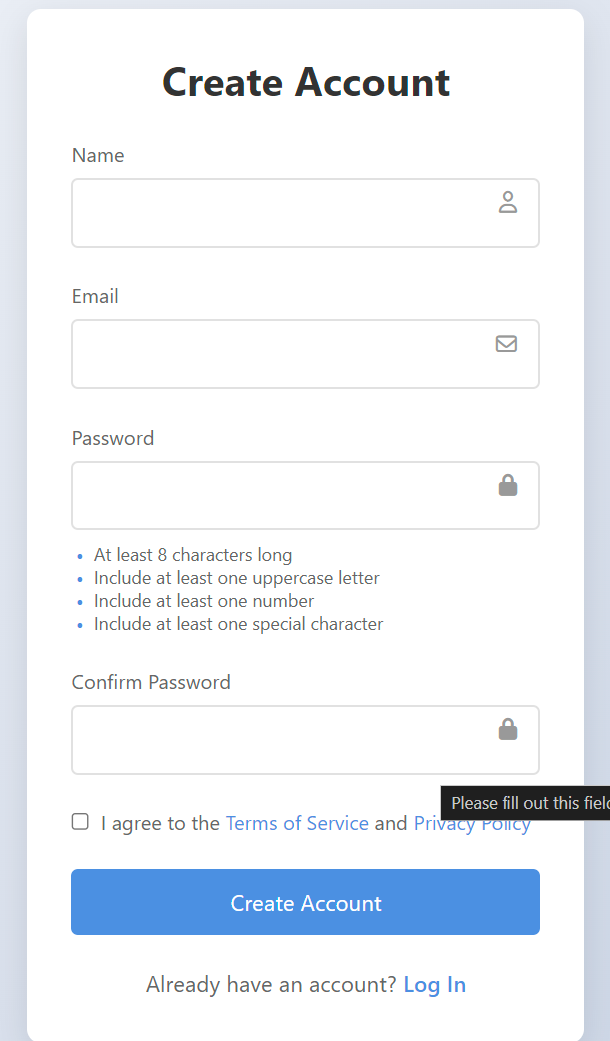 Create Account
Name
Email
Password
At least 8 characters long
Include at least one uppercase letter
Include at least one number
Include at least one special character
Confirm Password
Please fill out this field
I agree to the Terms of Service and Privacy Policy
Create Account
Already have an account? Log In